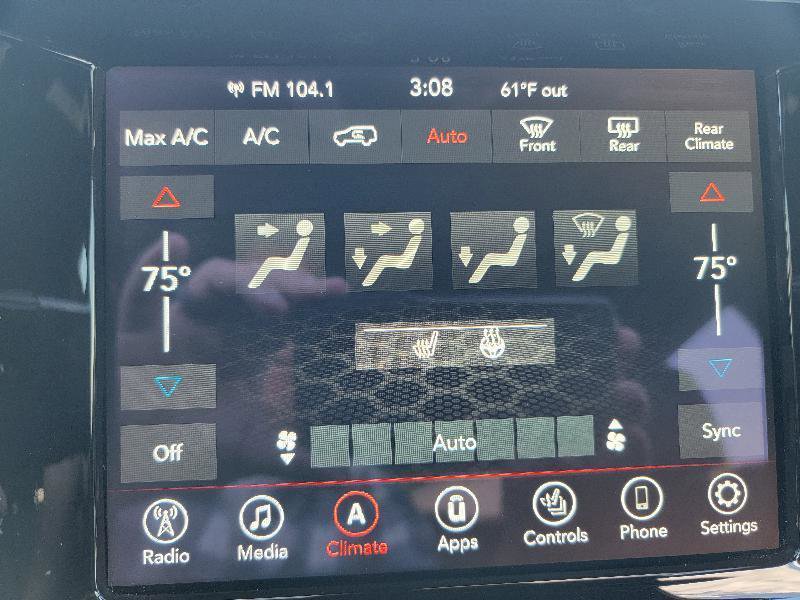 FM 104.1 3:08 61°F out
Max A/C A/C Auto Front Rear Rear Climate
75° 75°
Off Auto Sync
Radio Media A Climate Apps Controls Phone Settings